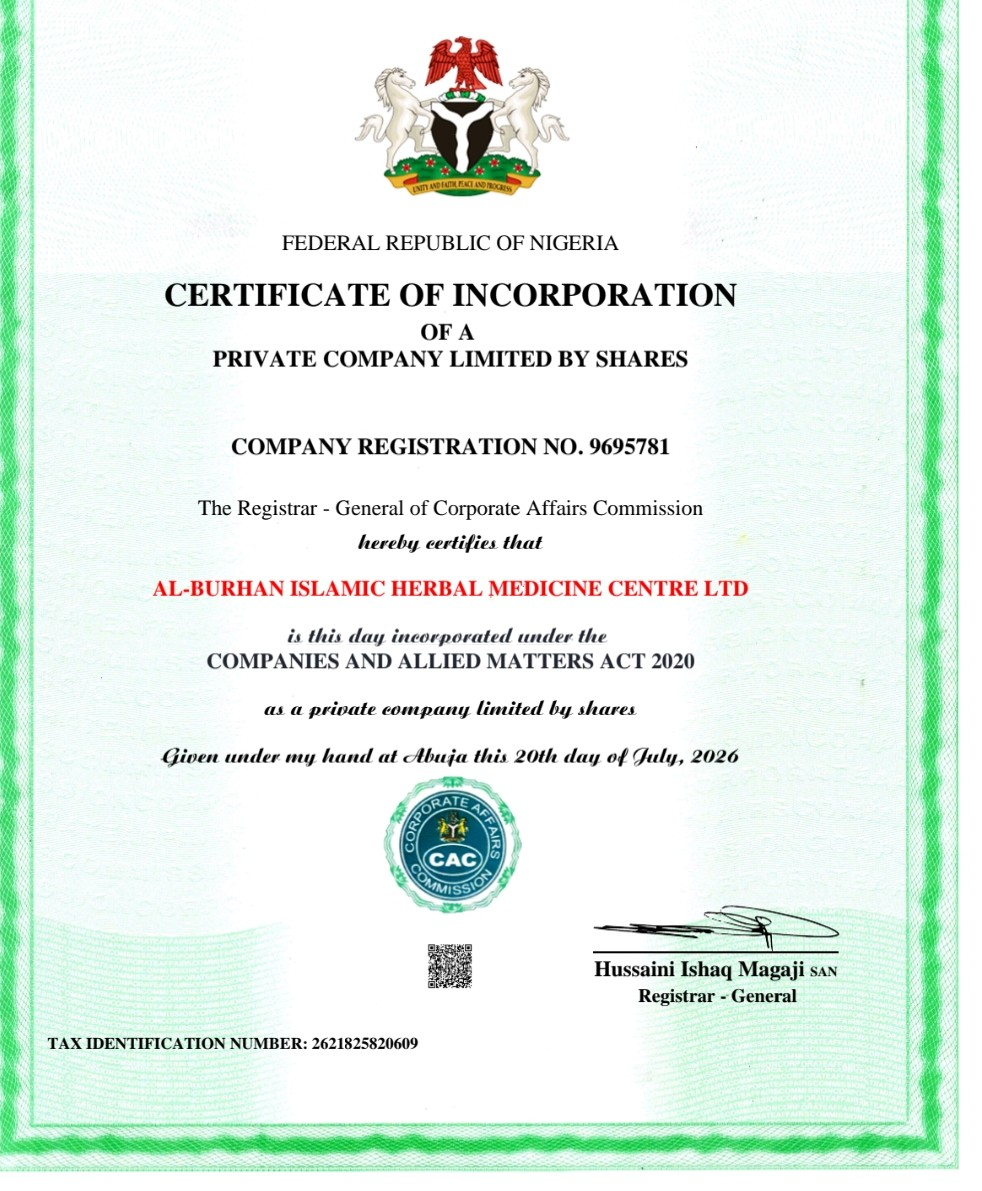 UNITY AND FAITH, PEACE AND PROGRESS
FEDERAL REPUBLIC OF NIGERIA
CERTIFICATE OF INCORPORATION
OF A
PRIVATE COMPANY LIMITED BY SHARES
COMPANY REGISTRATION NO. 9695781
The Registrar - General of Corporate Affairs Commission
hereby certifies that
AL-BURHAN ISLAMIC HERBAL MEDICINE CENTRE LTD
is this day incorporated under the
COMPANIES AND ALLIED MATTERS ACT 2020
as a private company limited by shares
Given under my hand at Abuja this 20th day of July, 2026
CORPORATE AFFAIRS
CAC
COMMISSION
Hussaini Ishaq Magaji SAN
Registrar - General
TAX IDENTIFICATION NUMBER: 2621825820609